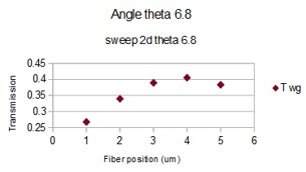 Angle theta 6.8
sweep 2d theta 6.8
Transmission
0.45
0.4
0.35
0.3
0.25
0 1 2 3 4 5 6
Fiber position (um)
T wg